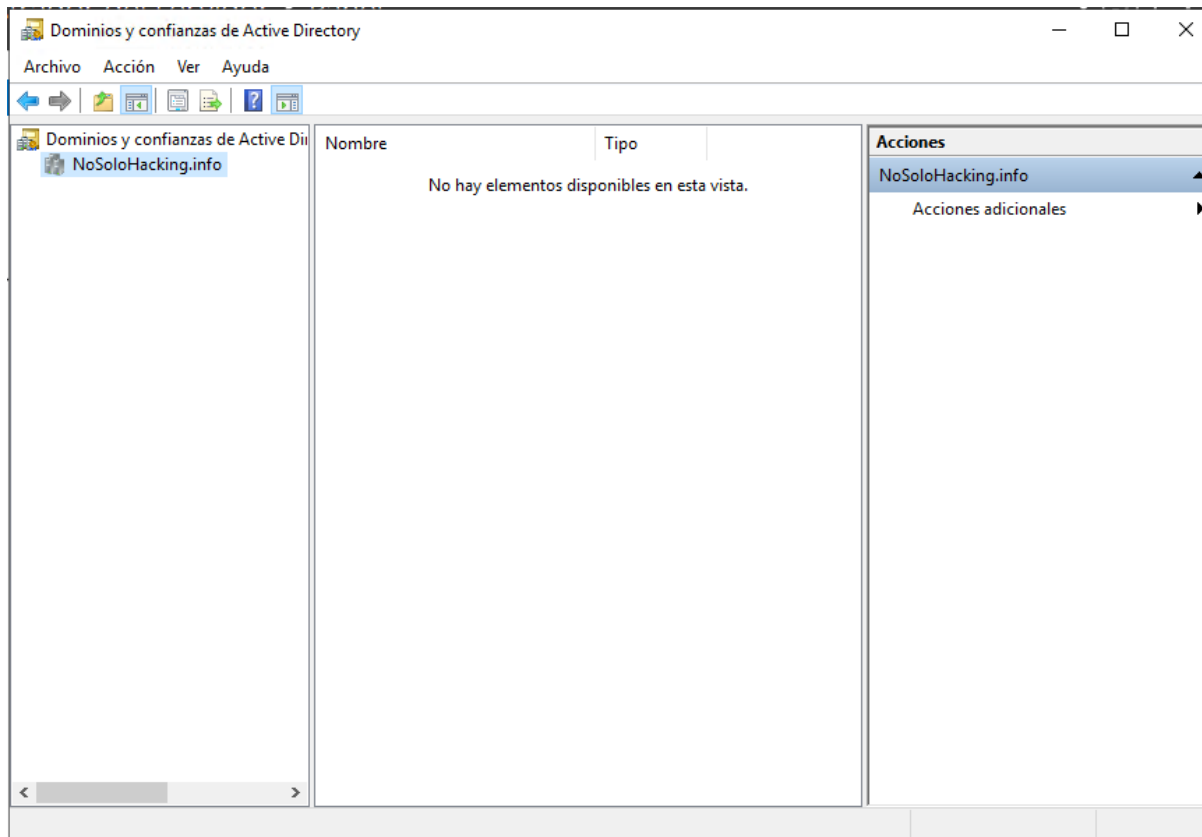 Dominios y confianzas de Active Directory
Archivo Acción Ver Ayuda
Dominios y confianzas de Active Di
NoSoloHacking.info
Nombre Tipo
No hay elementos disponibles en esta vista.
Acciones
NoSoloHacking.info
Acciones adicionales